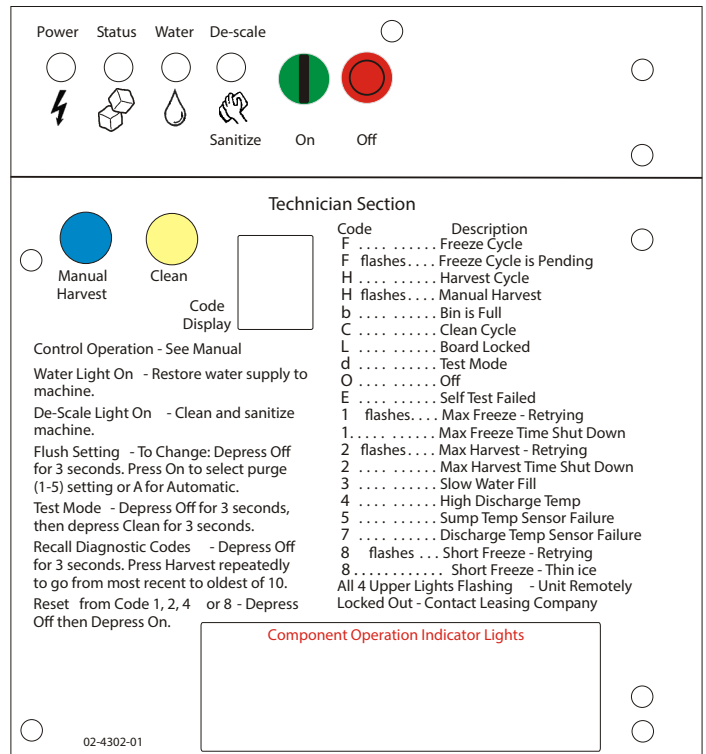 Power Status Water De-scale
Sanitize On Off
Technician Section
Manual
Harvest
Clean
Code
Display
Control Operation - See Manual
Water Light On - Restore water supply to
machine.
De-Scale Light On - Clean and sanitize
machine.
Flush Setting - To Change: Depress Off
for 3 seconds. Press On to select purge
(1-5) setting or A for Automatic.
Test Mode - Depress Off for 3 seconds,
then depress Clean for 3 seconds.
Recall Diagnostic Codes - Depress Off
for 3 seconds. Press Harvest repeatedly
to go from most recent to oldest of 10.
Reset from Code 1, 2, 4 or 8 - Depress
Off then Depress On.
Code Description
F . . . . . . . . . . Freeze Cycle
F flashes. . . . Freeze Cycle is Pending
H . . . . . . . . . . Harvest Cycle
H flashes. . . . Manual Harvest
b . . . . . . . . . . Bin is Full
C . . . . . . . . . . Clean Cycle
L . . . . . . . . . . Board Locked
d . . . . . . . . . . Test Mode
O . . . . . . . . . . Off
E . . . . . . . . . . Self Test Failed
1 flashes. . . . Max Freeze - Retrying
1. . . . . . . . . . . Max Freeze Time Shut Down
2 flashes. . . . Max Harvest - Retrying
2 . . . . . . . . . . Max Harvest Time Shut Down
3 . . . . . . . . . . Slow Water Fill
4 . . . . . . . . . . High Discharge Temp
5 . . . . . . . . . . Sump Temp Sensor Failure
7 . . . . . . . . . . Discharge Temp Sensor Failure
8 flashes . . . Short Freeze - Retrying
8 . . . . . . . . . . . . Short Freeze - Thin ice
All 4 Upper Lights Flashing - Unit Remotely
Locked Out - Contact Leasing Company
Component Operation Indicator Lights
02-4302-01